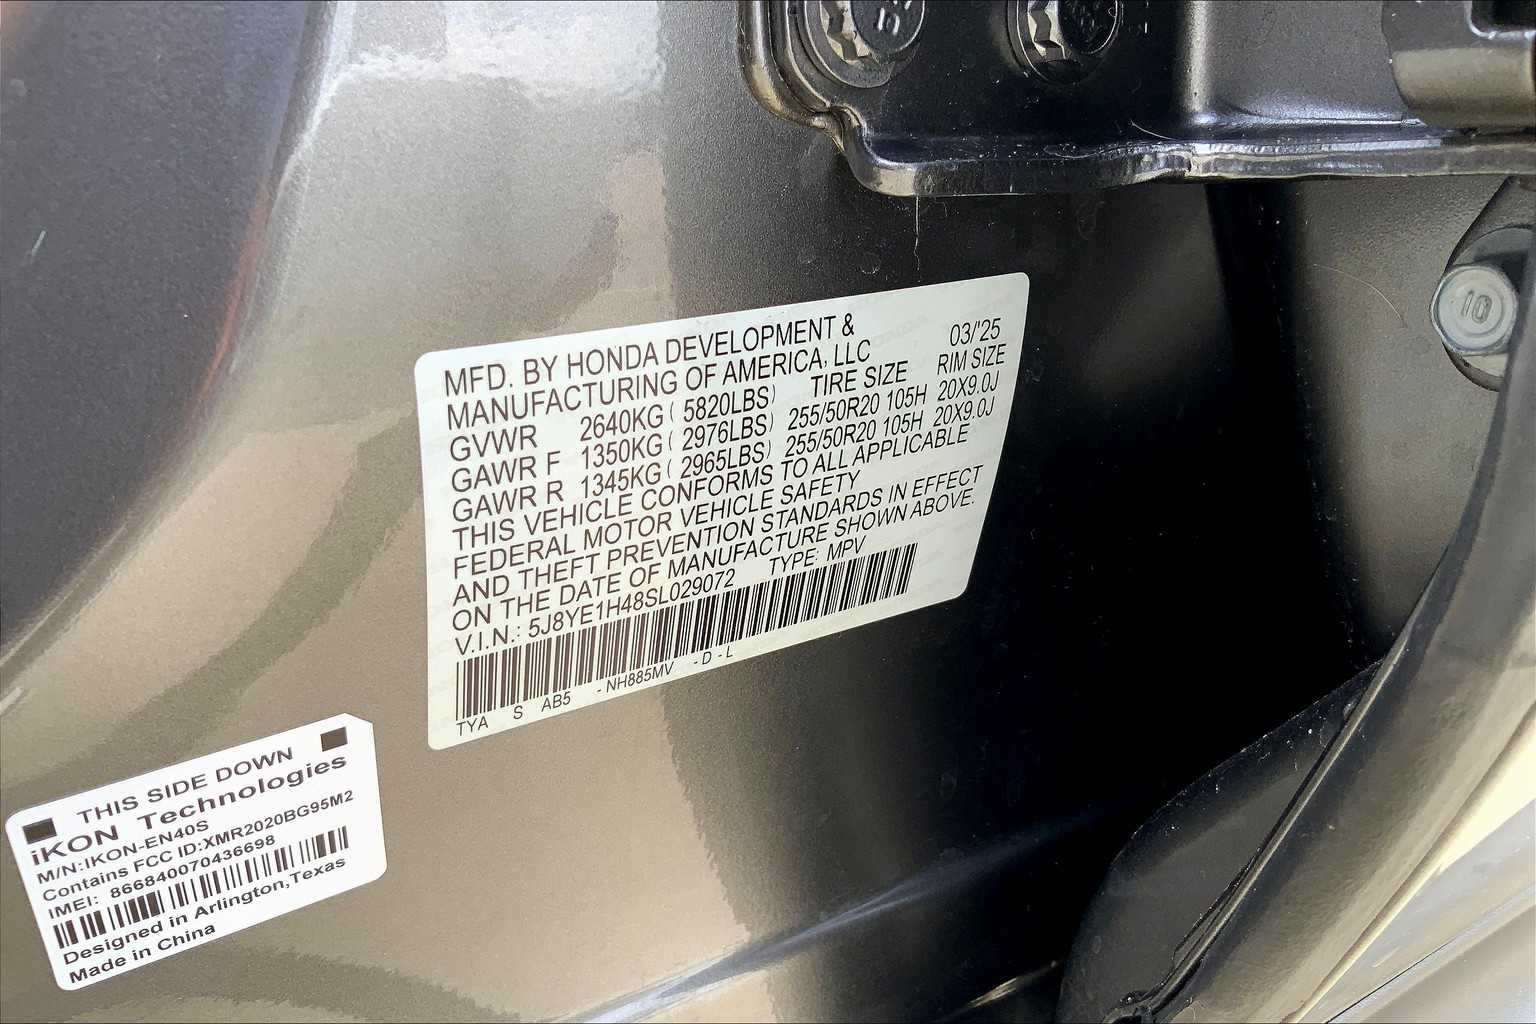 MFD. BY HONDA DEVELOPMENT & 03/'25
MANUFACTURING OF AMERICA, LLC
TIRE SIZE RIM SIZE
GVWR 2640KG ( 5820LBS)
GAWR F 1350KG ( 2976LBS) 255/50R20 105H 20X9.0J
GAWR R 1345KG ( 2965LBS) 255/50R20 105H 20X9.0J
THIS VEHICLE CONFORMS TO ALL APPLICABLE
FEDERAL MOTOR VEHICLE SAFETY
AND THEFT PREVENTION STANDARDS IN EFFECT
ON THE DATE OF MANUFACTURE SHOWN ABOVE.
V.I.N.: 5J8YE1H48SL029072 TYPE: MPV
TYA S AB5 -NH885MV -D-L
THIS SIDE DOWN
iKON Technologies
M/N:IKON-EN40S
Contains FCC ID:XMR2020BG95M2
IMEI: 866840070436698
Designed in Arlington,Texas
Made in China
10